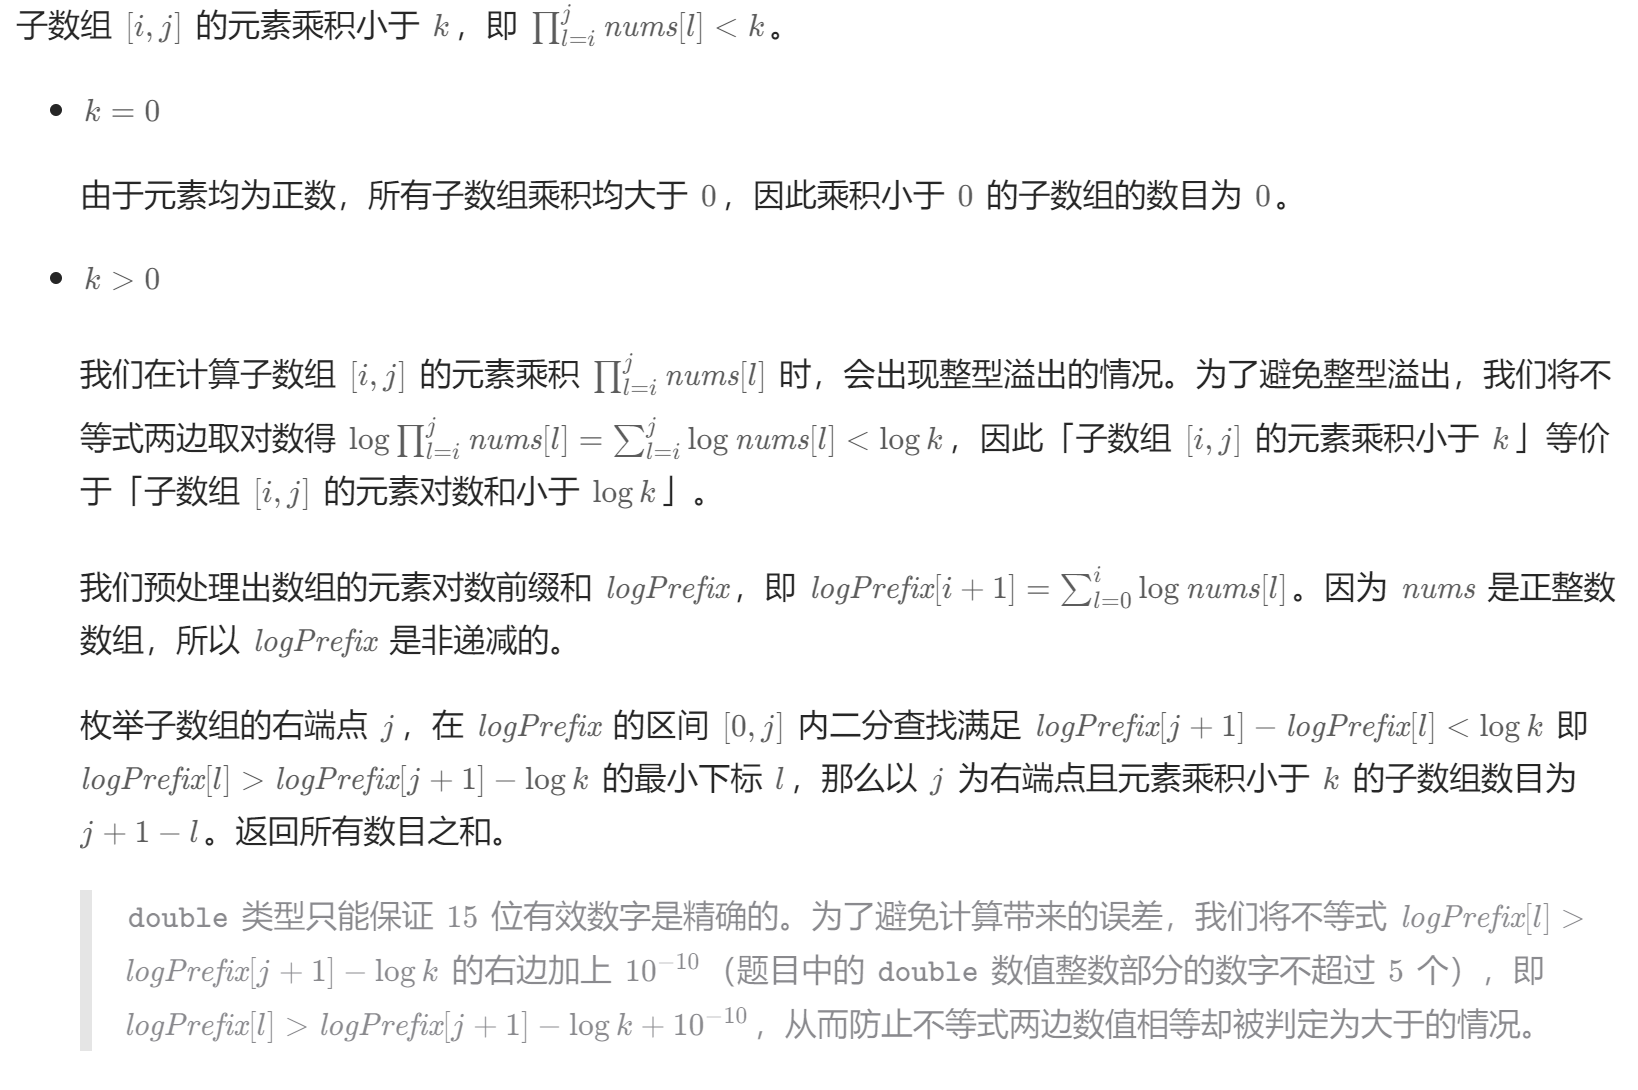 子数组 [i, j] 的元素乘积小于 k，即 ∏_{l=i}^{j} nums[l] < k。
• k = 0
由于元素均为正数，所有子数组乘积均大于 0，因此乘积小于 0 的子数组的数目为 0。
• k > 0
我们在计算子数组 [i, j] 的元素乘积 ∏_{l=i}^{j} nums[l] 时，会出现整型溢出的情况。为了避免整型溢出，我们将不
等式两边取对数得 log ∏_{l=i}^{j} nums[l] = ∑_{l=i}^{j} log nums[l] < log k，因此「子数组 [i, j] 的元素乘积小于 k」等价
于「子数组 [i, j] 的元素对数和小于 log k」。
我们预处理出数组的元素对数前缀和 logPrefix，即 logPrefix[i + 1] = ∑_{l=0}^{i} log nums[l]。因为 nums 是正整数
数组，所以 logPrefix 是非递减的。
枚举子数组的右端点 j，在 logPrefix 的区间 [0, j] 内二分查找满足 logPrefix[j + 1] − logPrefix[l] < log k 即
logPrefix[l] > logPrefix[j + 1] − log k 的最小下标 l，那么以 j 为右端点且元素乘积小于 k 的子数组数目为
j + 1 − l。返回所有数目之和。
double 类型只能保证 15 位有效数字是精确的。为了避免计算带来的误差，我们将不等式 logPrefix[l] >
logPrefix[j + 1] − log k 的右边加上 10^{−10}（题目中的 double 数值整数部分的数字不超过 5 个），即
logPrefix[l] > logPrefix[j + 1] − log k + 10^{−10}，从而防止不等式两边数值相等却被判定为大于的情况。